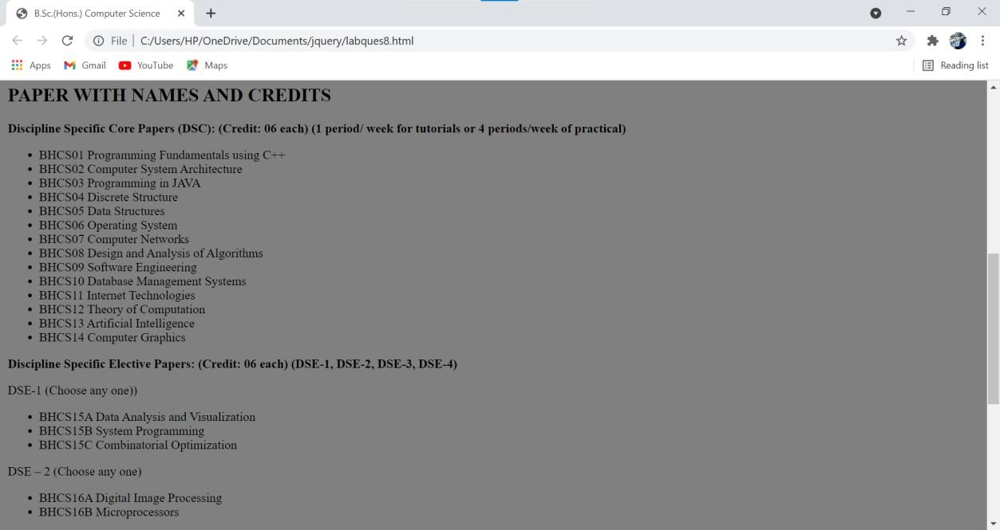 B.Sc.(Hons.) Computer Science
File | C:/Users/HP/OneDrive/Documents/jquery/labques8.html
Apps Gmail YouTube Maps Reading list
PAPER WITH NAMES AND CREDITS
Discipline Specific Core Papers (DSC): (Credit: 06 each) (1 period/ week for tutorials or 4 periods/week of practical)
• BHCS01 Programming Fundamentals using C++
• BHCS02 Computer System Architecture
• BHCS03 Programming in JAVA
• BHCS04 Discrete Structure
• BHCS05 Data Structures
• BHCS06 Operating System
• BHCS07 Computer Networks
• BHCS08 Design and Analysis of Algorithms
• BHCS09 Software Engineering
• BHCS10 Database Management Systems
• BHCS11 Internet Technologies
• BHCS12 Theory of Computation
• BHCS13 Artificial Intelligence
• BHCS14 Computer Graphics
Discipline Specific Elective Papers: (Credit: 06 each) (DSE-1, DSE-2, DSE-3, DSE-4)
DSE-1 (Choose any one))
• BHCS15A Data Analysis and Visualization
• BHCS15B System Programming
• BHCS15C Combinatorial Optimization
DSE – 2 (Choose any one)
• BHCS16A Digital Image Processing
• BHCS16B Microprocessors